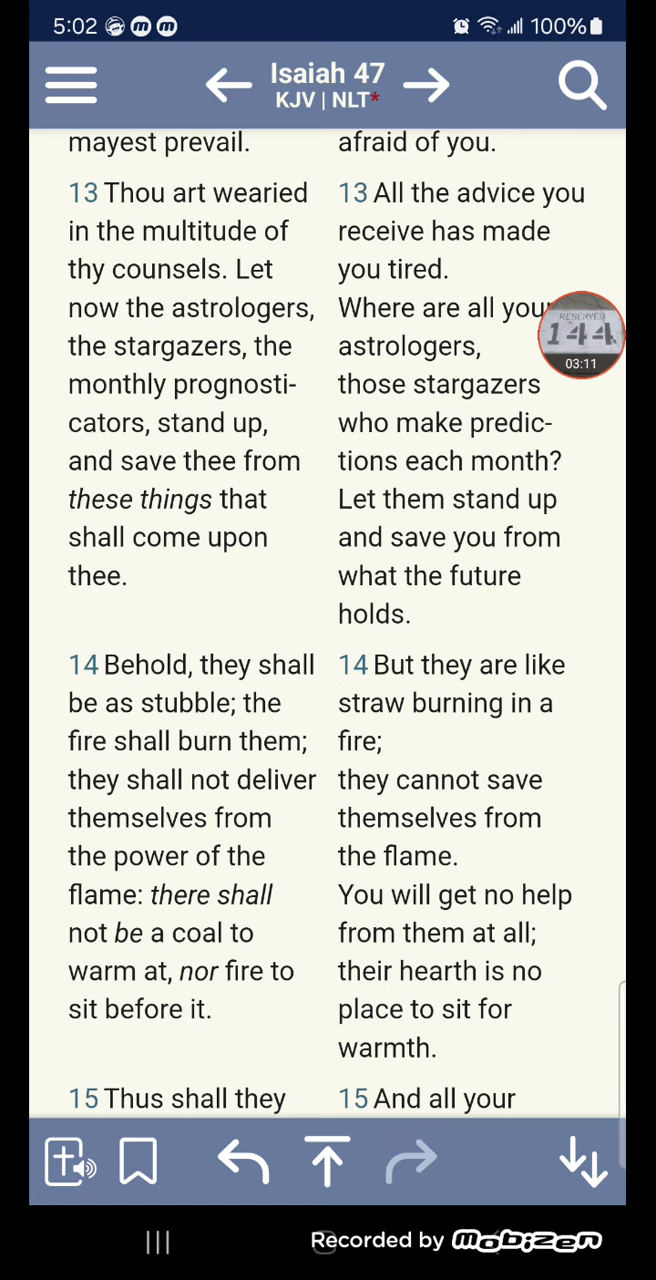 5:02
100%
Isaiah 47
KJV | NLT*
mayest prevail.
13 Thou art wearied
in the multitude of
thy counsels. Let
now the astrologers,
the stargazers, the
monthly prognosti-
cators, stand up,
and save thee from
these things that
shall come upon
thee.
14 Behold, they shall
be as stubble; the
fire shall burn them;
they shall not deliver
themselves from
the power of the
flame: there shall
not be a coal to
warm at, nor fire to
sit before it.
15 Thus shall they
afraid of you.
13 All the advice you
receive has made
you tired.
Where are all you
astrologers,
those stargazers
who make predic-
tions each month?
Let them stand up
and save you from
what the future
holds.
14 But they are like
straw burning in a
fire;
they cannot save
themselves from
the flame.
You will get no help
from them at all;
their hearth is no
place to sit for
warmth.
15 And all your
RESERVED
144
03:11
Recorded by mobizen